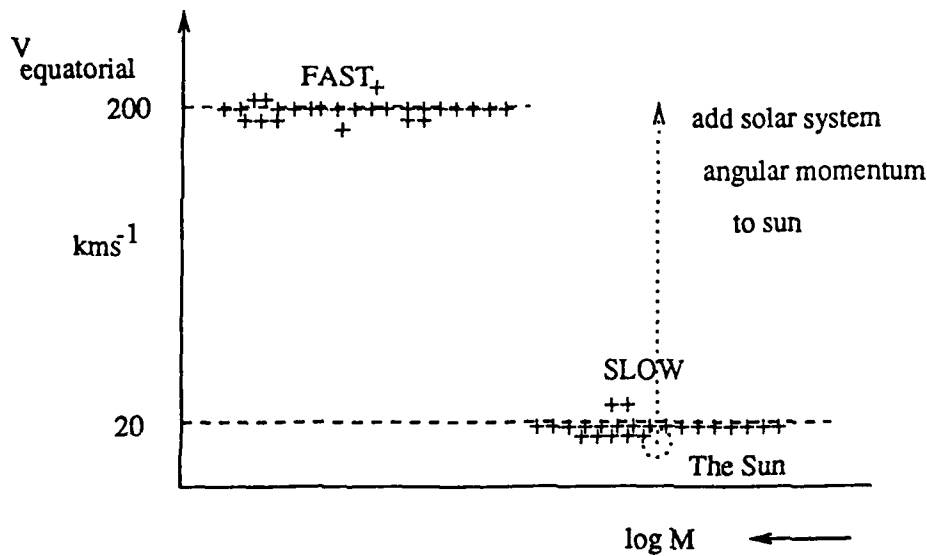 V
equatorial
FAST
200
add solar system
angular momentum
to sun
kms-1
SLOW
20
The Sun
log M